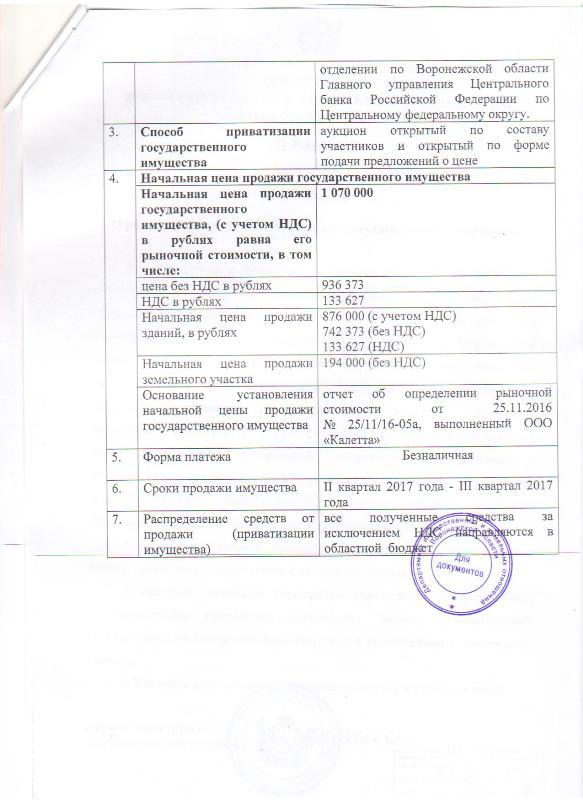 отделении по Воронежской области
Главного управления Центрального
банка Российской Федерации по
Центральному федеральному округу.
3. Способ приватизации государственного имущества
аукцион открытый по составу
участников и открытый по форме
подачи предложений о цене
4. Начальная цена продажи государственного имущества
Начальная цена продажи
государственного
имущества, (с учетом НДС)
в рублях равна его
рыночной стоимости, в том
числе:
1 070 000
цена без НДС в рублях 936 373
НДС в рублях 133 627
Начальная цена продажи
зданий, в рублях
876 000 (с учетом НДС)
742 373 (без НДС)
133 627 (НДС)
Начальная цена продажи
земельного участка
194 000 (без НДС)
Основание установления
начальной цены продажи
государственного имущества
отчет об определении рыночной
стоимости от 25.11.2016
№ 25/11/16-05а, выполненный ООО
«Калетта»
5. Форма платежа Безналичная
6. Сроки продажи имущества
II квартал 2017 года - III квартал 2017
года
7. Распределение средств от
продажи (приватизации
имущества)
все полученные средства за
исключением НДС направляются в
областной бюджет
Департамент имущественных и земельных отношений
Воронежской области
Для
документов